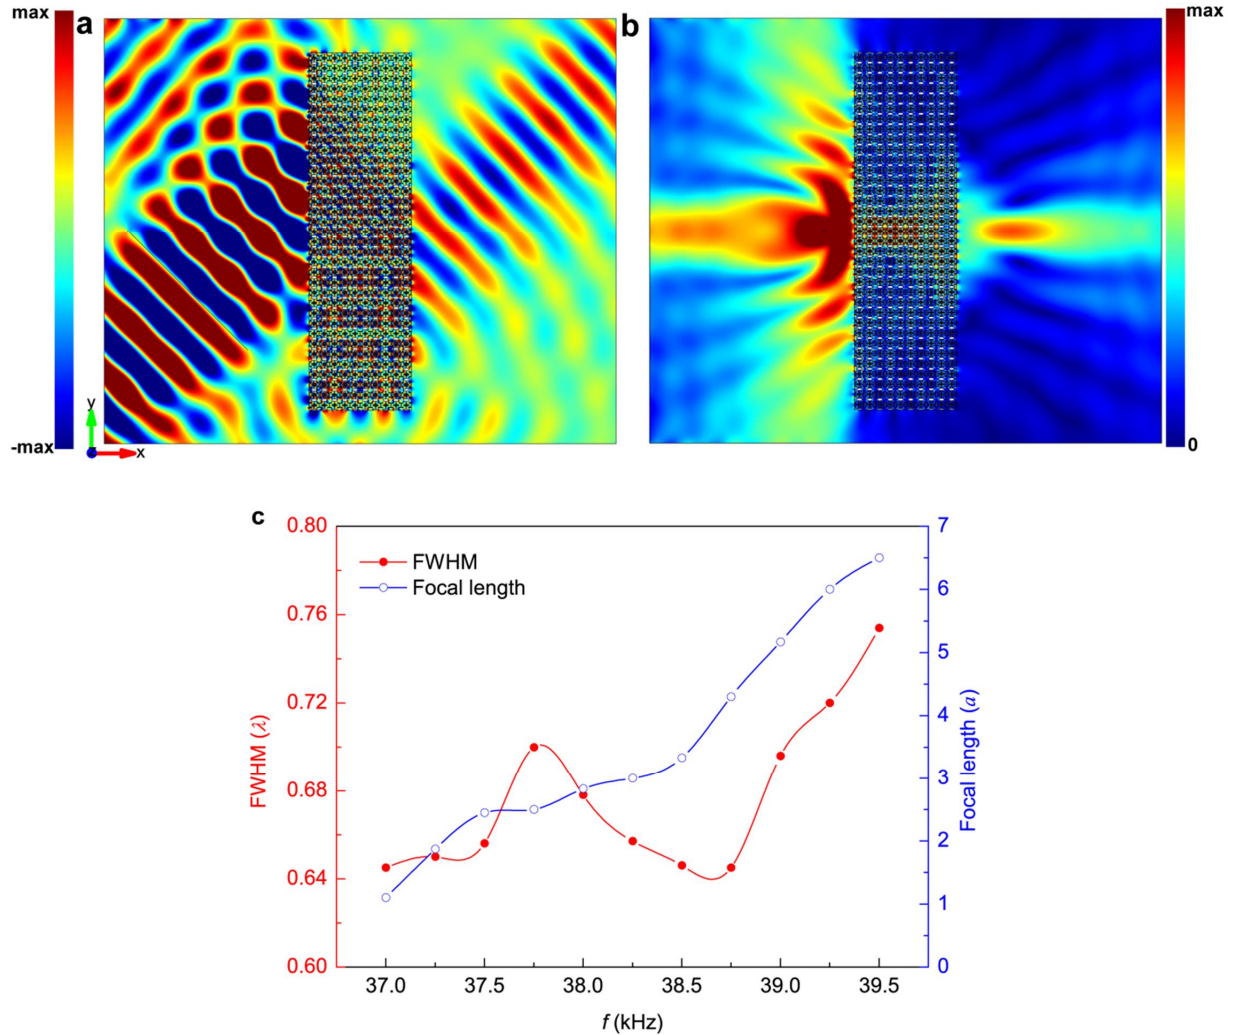 max
a
b
max
-max
y
x
0
c
0.80
7
FWHM
Focal length
6
0.76
5
0.72
4
FWHM (λ)
Focal length (a)
3
0.68
2
0.64
1
0.60
0
37.0 37.5 38.0 38.5 39.0 39.5
f (kHz)